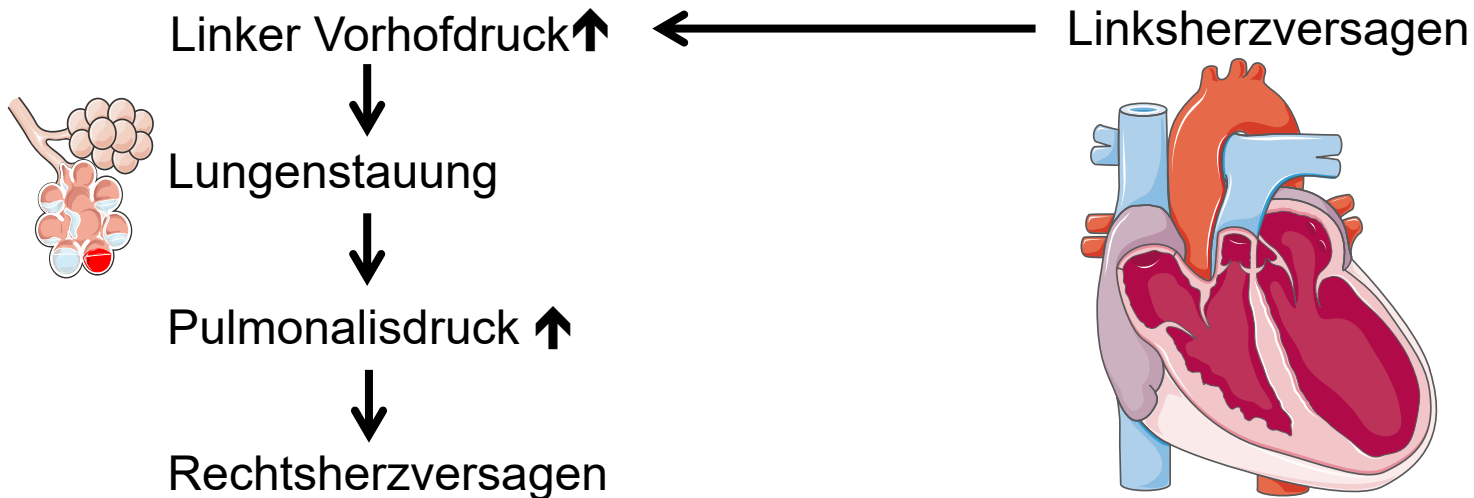 Linker Vorhofdruck🡹
Linksherzversagen
Lungenstauung
Pulmonalisdruck 🡹
Rechtsherzversagen